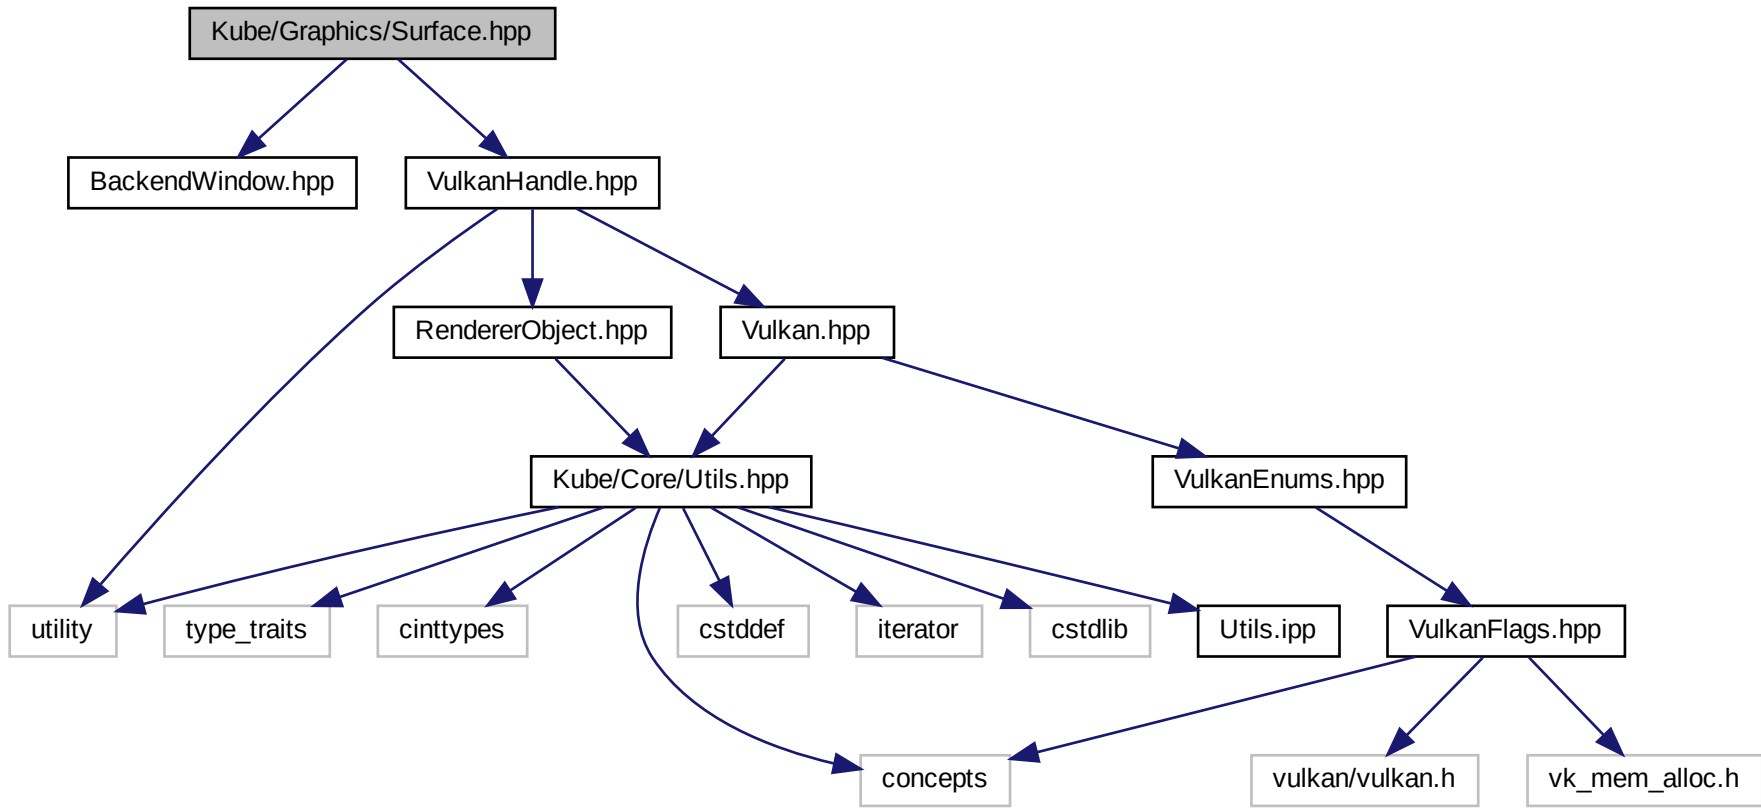 Kube/Graphics/Surface.hpp
BackendWindow.hpp
VulkanHandle.hpp
RendererObject.hpp
Vulkan.hpp
Kube/Core/Utils.hpp
VulkanEnums.hpp
utility
type_traits
cinttypes
cstddef
iterator
cstdlib
Utils.ipp
VulkanFlags.hpp
concepts
vulkan/vulkan.h
vk_mem_alloc.h